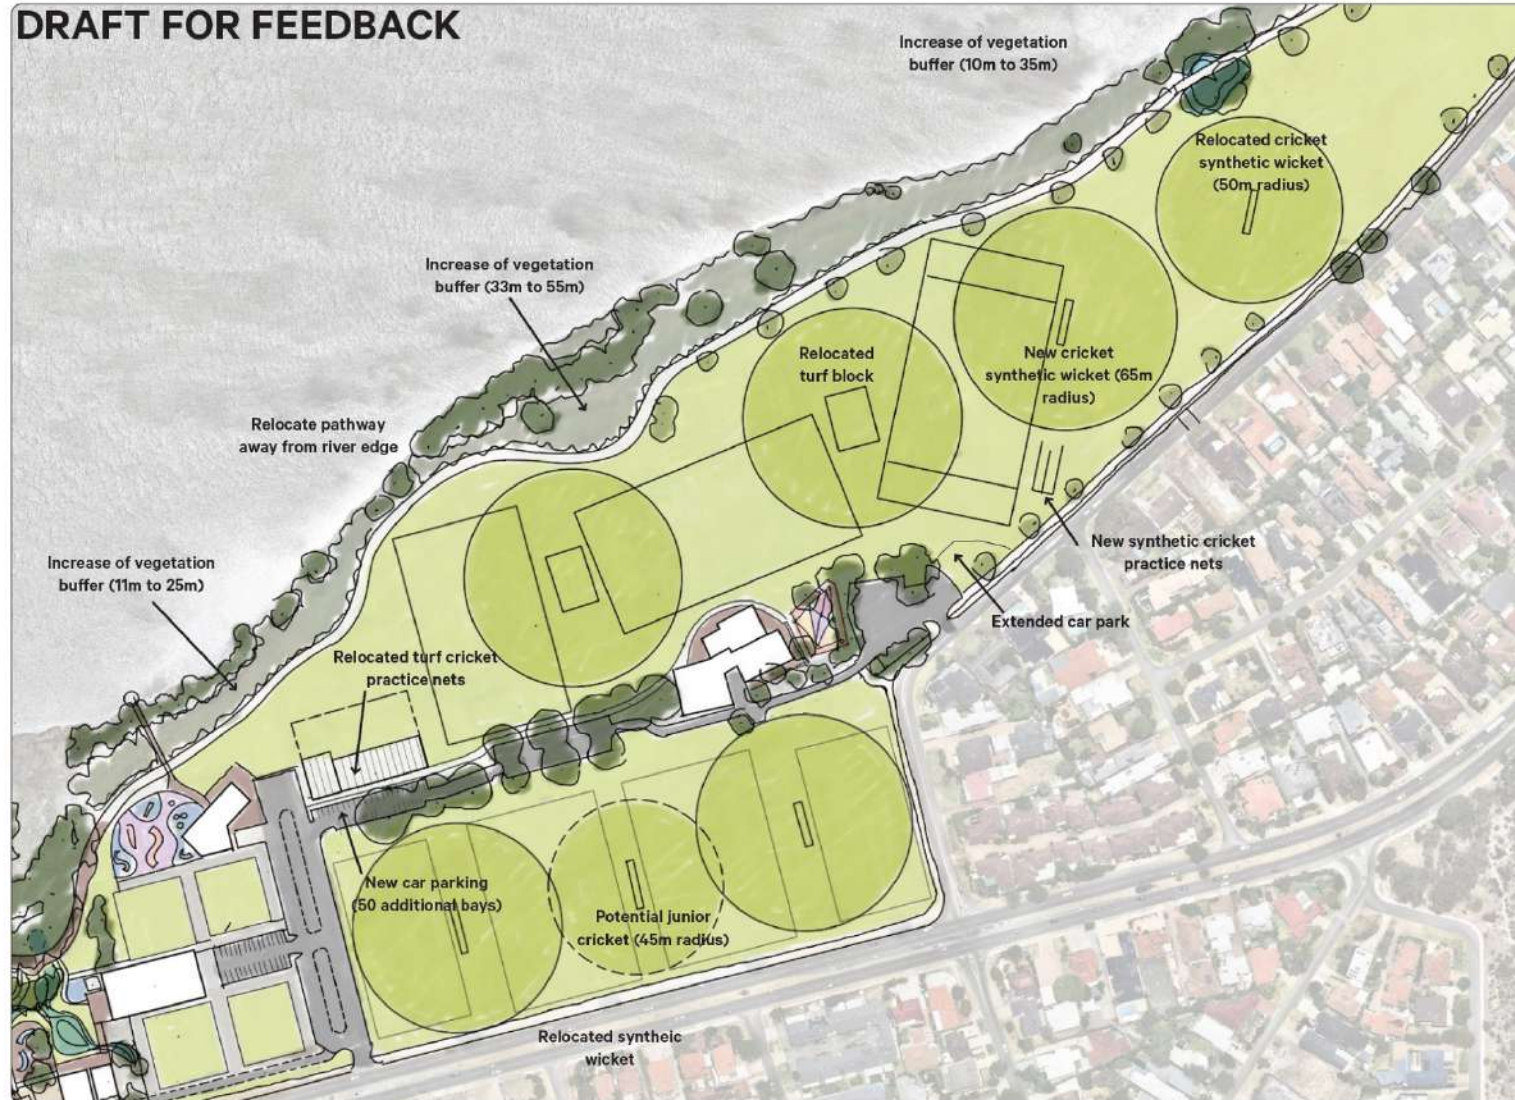 DRAFT FOR FEEDBACK
Increase of vegetation
buffer (10m to 35m)
Relocated cricket
synthetic wicket
(50m radius)
Increase of vegetation
buffer (33m to 55m)
Relocated
turf block
New cricket
synthetic wicket (65m
radius)
Relocate pathway
away from river edge
New synthetic cricket
practice nets
Increase of vegetation
buffer (11m to 25m)
Extended car park
Relocated turf cricket
practice nets
New car parking
(50 additional bays)
Potential junior
cricket (45m radius)
Relocated syntheic
wicket